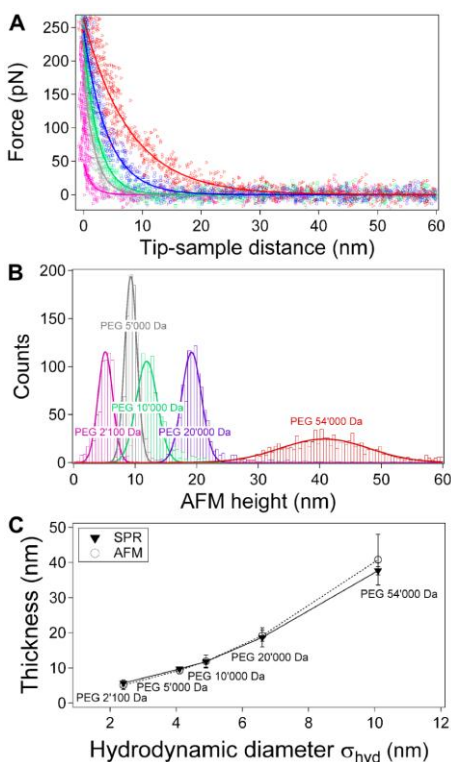 A
250
200
150
100
50
0
Force (pN)
0 10 20 30 40 50 60
Tip-sample distance (nm)
B
200
150
100
50
0
Counts
PEG 5'000 Da
PEG 10'000 Da
PEG 2'100 Da
PEG 20'000 Da
PEG 54'000 Da
0 10 20 30 40 50 60
AFM height (nm)
C
50
40
30
20
10
0
Thickness (nm)
SPR
AFM
PEG 54'000 Da
PEG 20'000 Da
PEG 10'000 Da
PEG 5'000 Da
PEG 2'100 Da
2 4 6 8 10 12
Hydrodynamic diameter σhyd (nm)